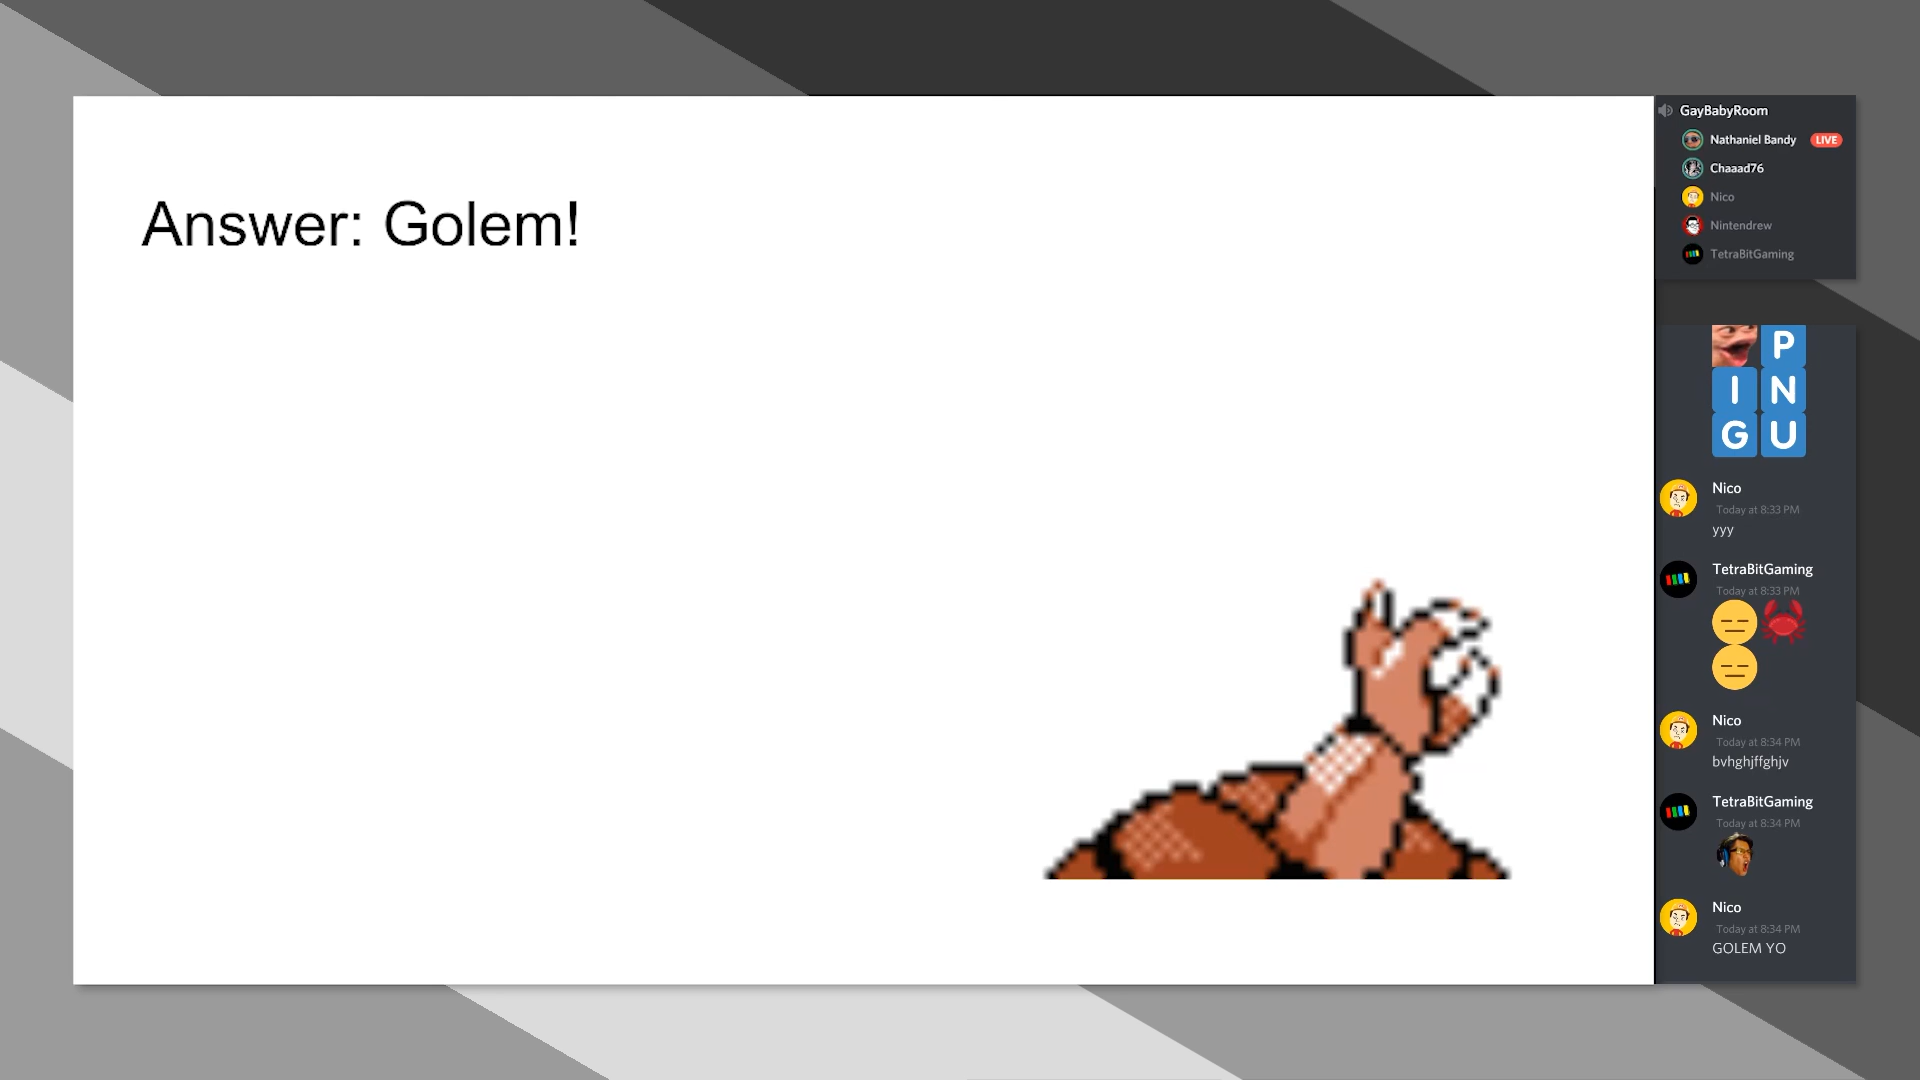 Answer: Golem!
GayBabyRoom
Nathaniel Bandy LIVE
Chaaad76
Nico
Nintendrew
TetraBitGaming
P
I N
G U
Nico
Today at 8:33 PM
yyy
TetraBitGaming
Today at 8:33 PM
Nico
Today at 8:34 PM
bvhghjffghjv
TetraBitGaming
Today at 8:34 PM
Nico
Today at 8:34 PM
GOLEM YO